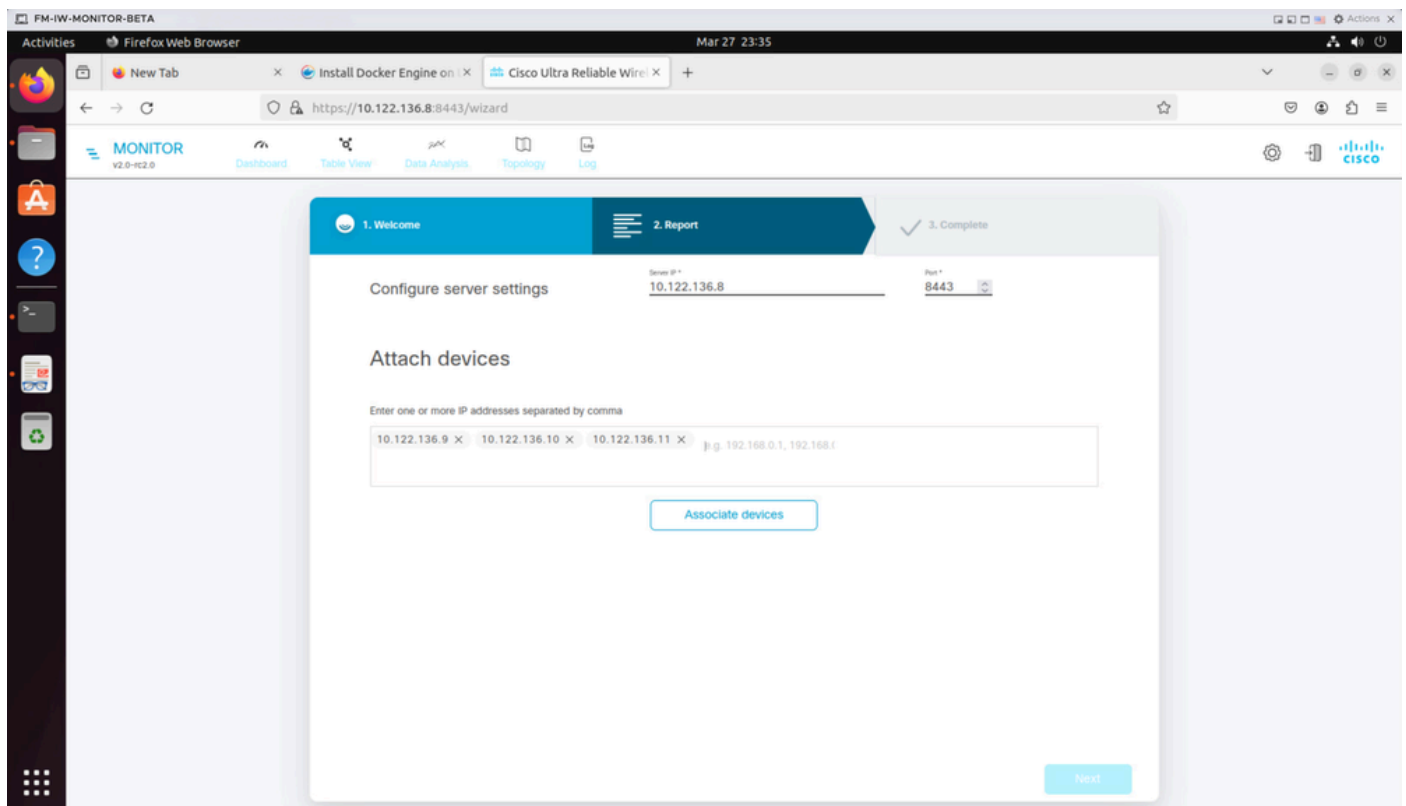 FM-IW-MONITOR-BETA
Actions
Activities Firefox Web Browser Mar 27 23:35
New Tab Install Docker Engine on Cisco Ultra Reliable Wirel
https://10.122.136.8:8443/wizard
MONITOR
v2.0-rc2.0
Dashboard Table View Data Analysis Topology Log
CISCO
1. Welcome 2. Report 3. Complete
Configure server settings
Server IP *
10.122.136.8
Port *
8443
Attach devices
Enter one or more IP addresses separated by comma
10.122.136.9 10.122.136.10 10.122.136.11 e.g. 192.168.0.1, 192.168.
Associate devices
Next